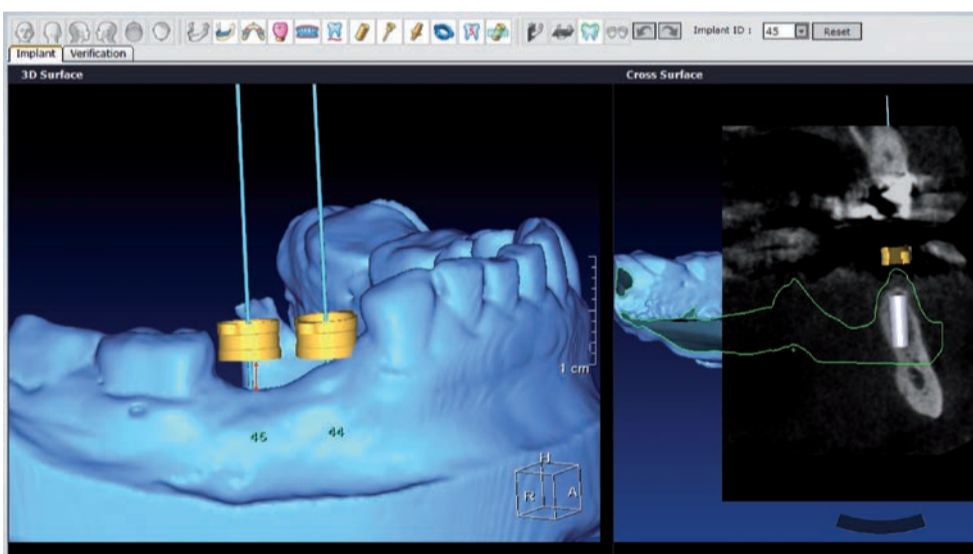 Implant ID : 45 Reset
Implant Verification
3D Surface
Cross Surface
1 cm
45 44
H
R A